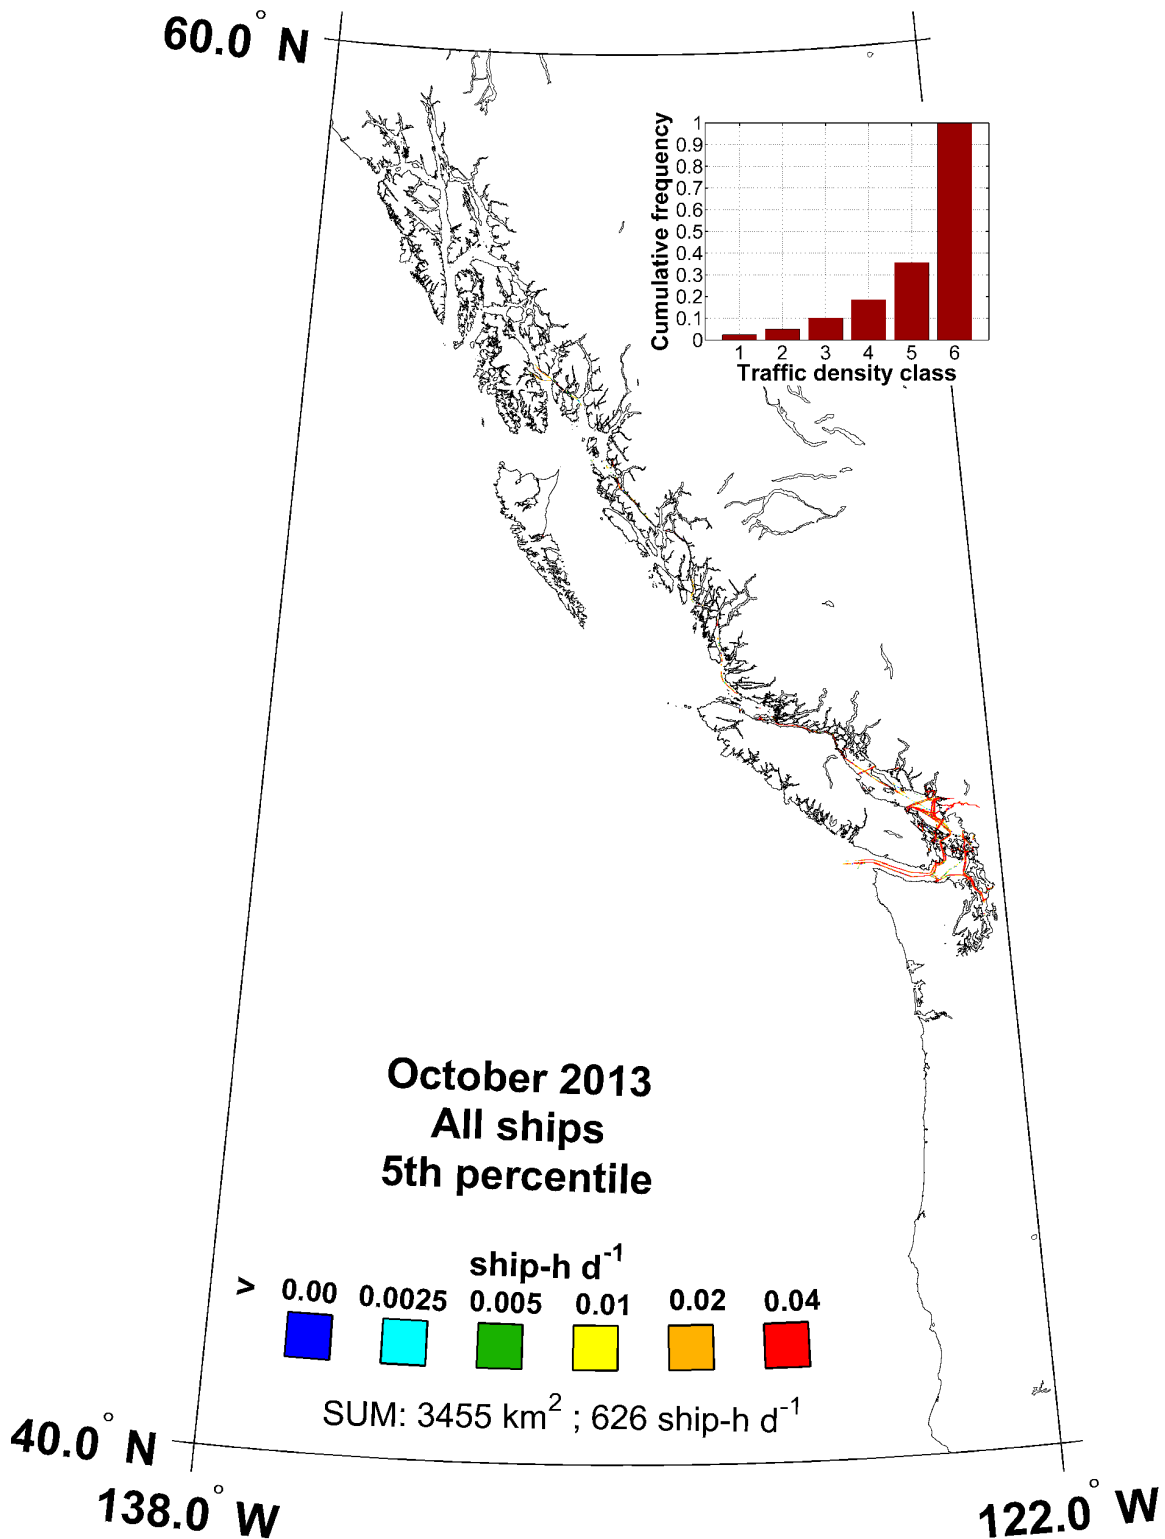 60.0° N
Cumulative frequency
1
0.9
0.8
0.7
0.6
0.5
0.4
0.3
0.2
0.1
0
1 2 3 4 5 6
Traffic density class
October 2013
All ships
5th percentile
ship-h d⁻¹
> 0.00 0.0025 0.005 0.01 0.02 0.04
SUM: 3455 km² ; 626 ship-h d⁻¹
40.0° N
138.0° W
122.0° W